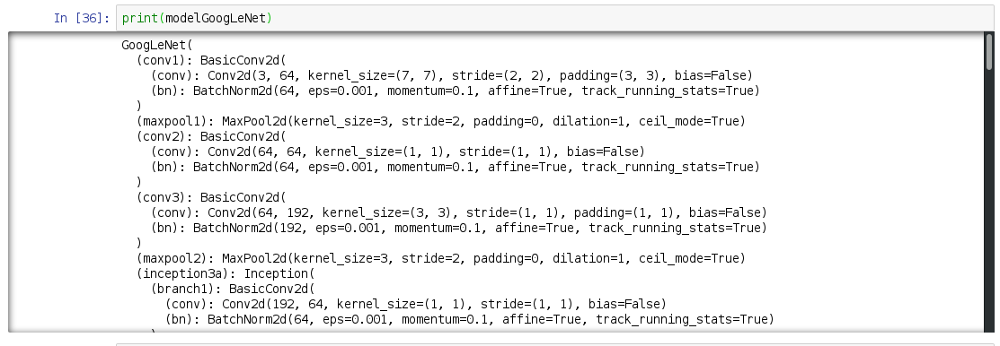 In [36]: print(modelGoogLeNet)
GoogLeNet(
  (conv1): BasicConv2d(
    (conv): Conv2d(3, 64, kernel_size=(7, 7), stride=(2, 2), padding=(3, 3), bias=False)
    (bn): BatchNorm2d(64, eps=0.001, momentum=0.1, affine=True, track_running_stats=True)
  )
  (maxpool1): MaxPool2d(kernel_size=3, stride=2, padding=0, dilation=1, ceil_mode=True)
  (conv2): BasicConv2d(
    (conv): Conv2d(64, 64, kernel_size=(1, 1), stride=(1, 1), bias=False)
    (bn): BatchNorm2d(64, eps=0.001, momentum=0.1, affine=True, track_running_stats=True)
  )
  (conv3): BasicConv2d(
    (conv): Conv2d(64, 192, kernel_size=(3, 3), stride=(1, 1), padding=(1, 1), bias=False)
    (bn): BatchNorm2d(192, eps=0.001, momentum=0.1, affine=True, track_running_stats=True)
  )
  (maxpool2): MaxPool2d(kernel_size=3, stride=2, padding=0, dilation=1, ceil_mode=True)
  (inception3a): Inception(
    (branch1): BasicConv2d(
      (conv): Conv2d(192, 64, kernel_size=(1, 1), stride=(1, 1), bias=False)
      (bn): BatchNorm2d(64, eps=0.001, momentum=0.1, affine=True, track_running_stats=True)
    )